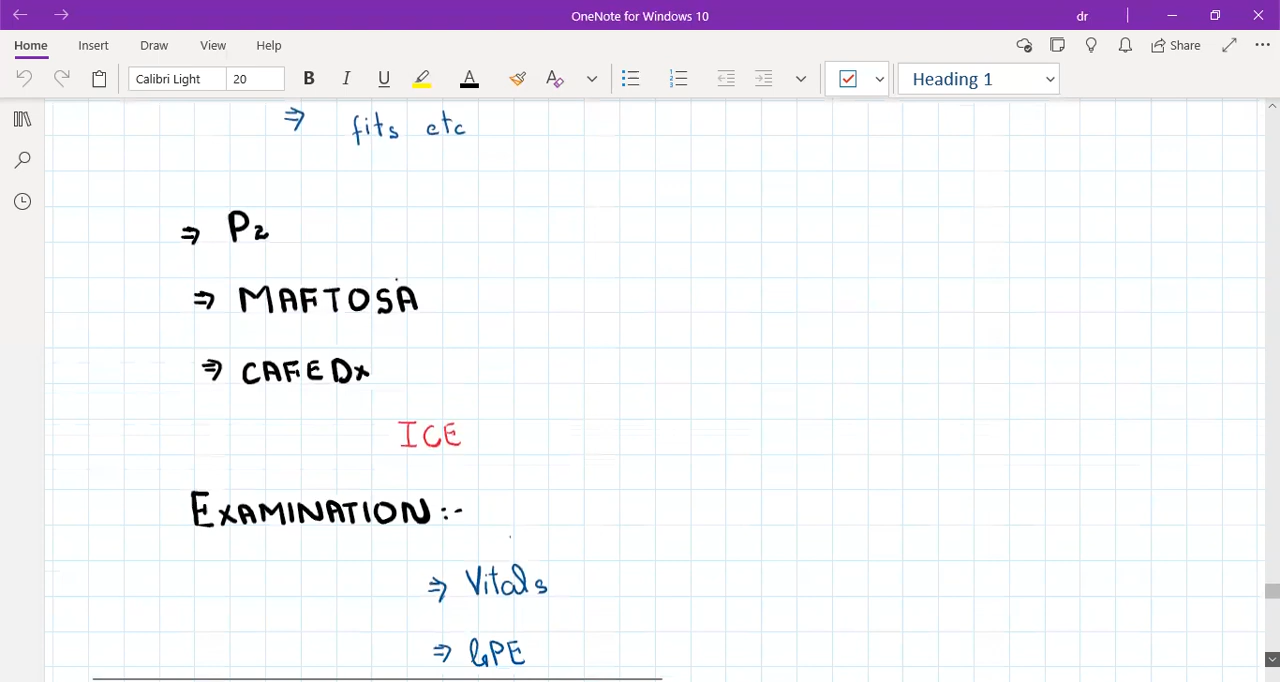 OneNote for Windows 10
dr
Home Insert Draw View Help
Share
Calibri Light 20 B I U A A Heading 1
⇒ fits etc
⇒ P2
⇒ MAFTOSA
⇒ CAFEDx
ICE
EXAMINATION :-
⇒ Vitals
⇒ GPE